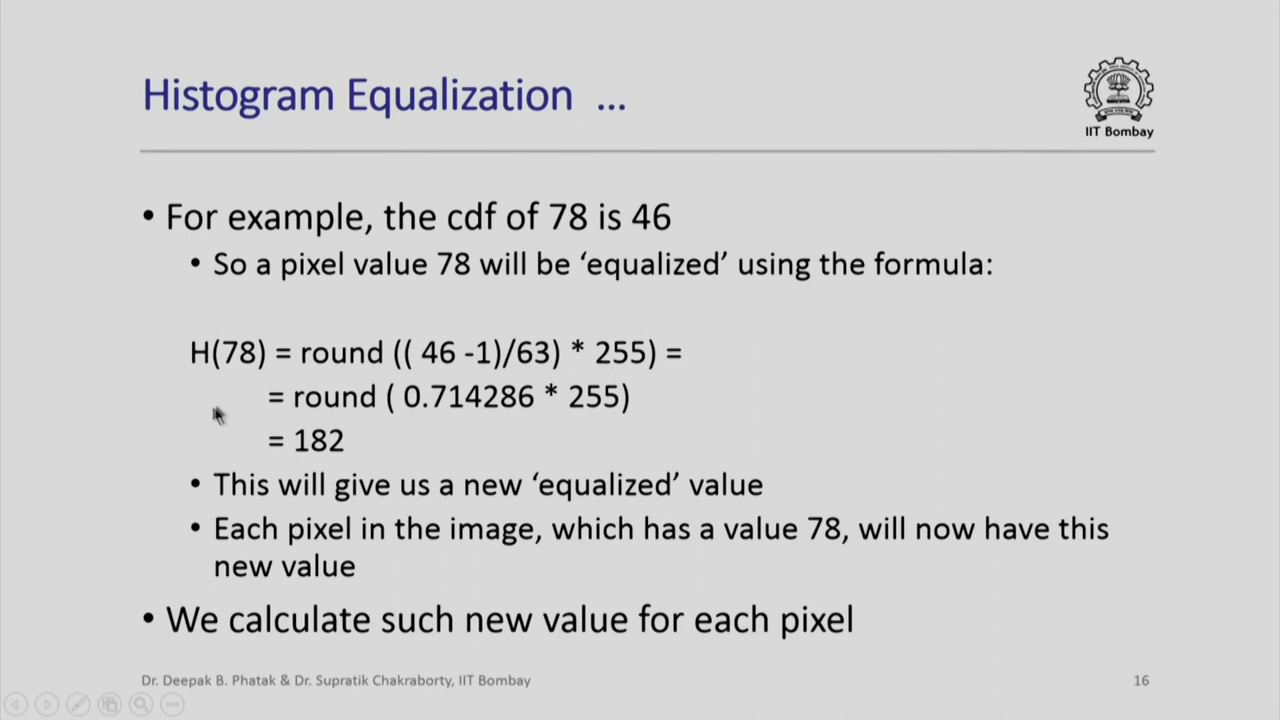 Histogram Equalization ...
IIT Bombay
• For example, the cdf of 78 is 46
• So a pixel value 78 will be ‘equalized’ using the formula:
H(78) = round (( 46 -1)/63) * 255) =
= round ( 0.714286 * 255)
= 182
• This will give us a new ‘equalized’ value
• Each pixel in the image, which has a value 78, will now have this
new value
• We calculate such new value for each pixel
Dr. Deepak B. Phatak & Dr. Supratik Chakraborty, IIT Bombay
16